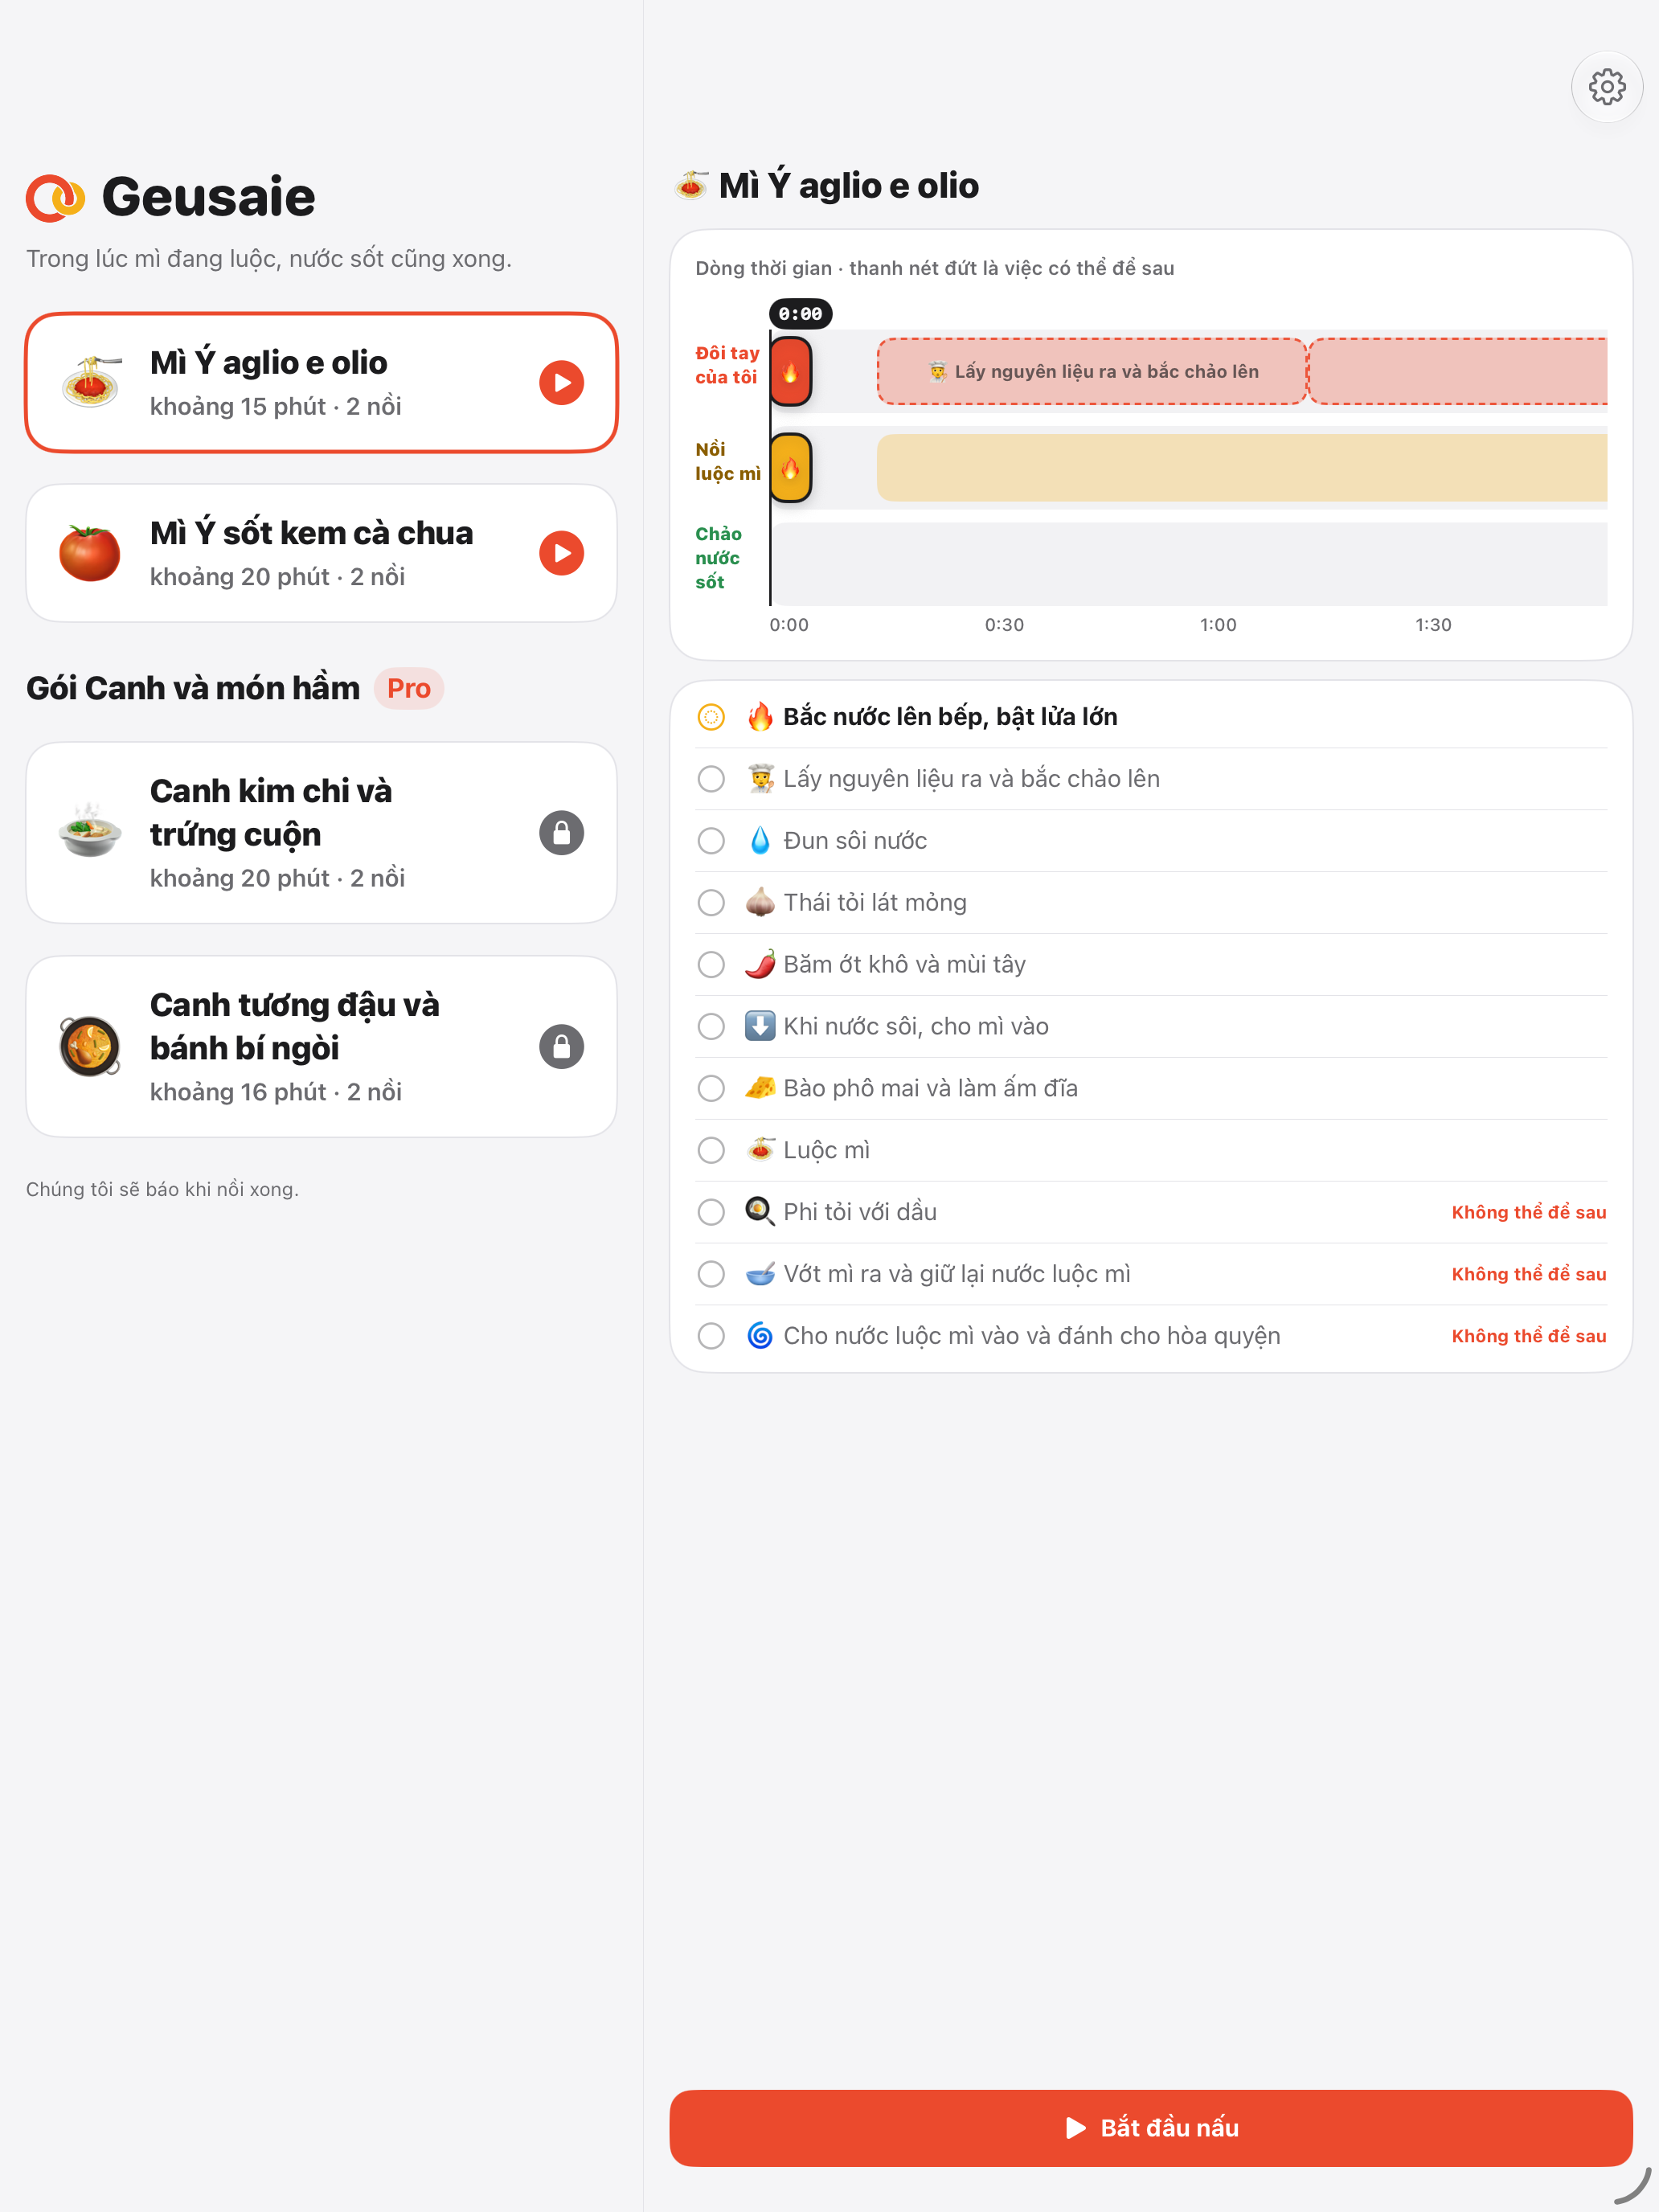 Geusaie
Trong lúc mì đang luộc, nước sốt cũng xong.
Mì Ý aglio e olio
khoảng 15 phút · 2 nồi
Mì Ý sốt kem cà chua
khoảng 20 phút · 2 nồi
Gói Canh và món hầm Pro
Canh kim chi và
trứng cuộn
khoảng 20 phút · 2 nồi
Canh tương đậu và
bánh bí ngòi
khoảng 16 phút · 2 nồi
Chúng tôi sẽ báo khi nồi xong.
Mì Ý aglio e olio
Dòng thời gian · thanh nét đứt là việc có thể để sau
0:00
Đôi tay
của tôi
Lấy nguyên liệu ra và bắc chảo lên
Nồi
luộc mì
Chảo
nước
sốt
0:00 0:30 1:00 1:30
Bắc nước lên bếp, bật lửa lớn
Lấy nguyên liệu ra và bắc chảo lên
Đun sôi nước
Thái tỏi lát mỏng
Băm ớt khô và mùi tây
Khi nước sôi, cho mì vào
Bào phô mai và làm ấm đĩa
Luộc mì
Phi tỏi với dầu Không thể để sau
Vớt mì ra và giữ lại nước luộc mì Không thể để sau
Cho nước luộc mì vào và đánh cho hòa quyện Không thể để sau
Bắt đầu nấu